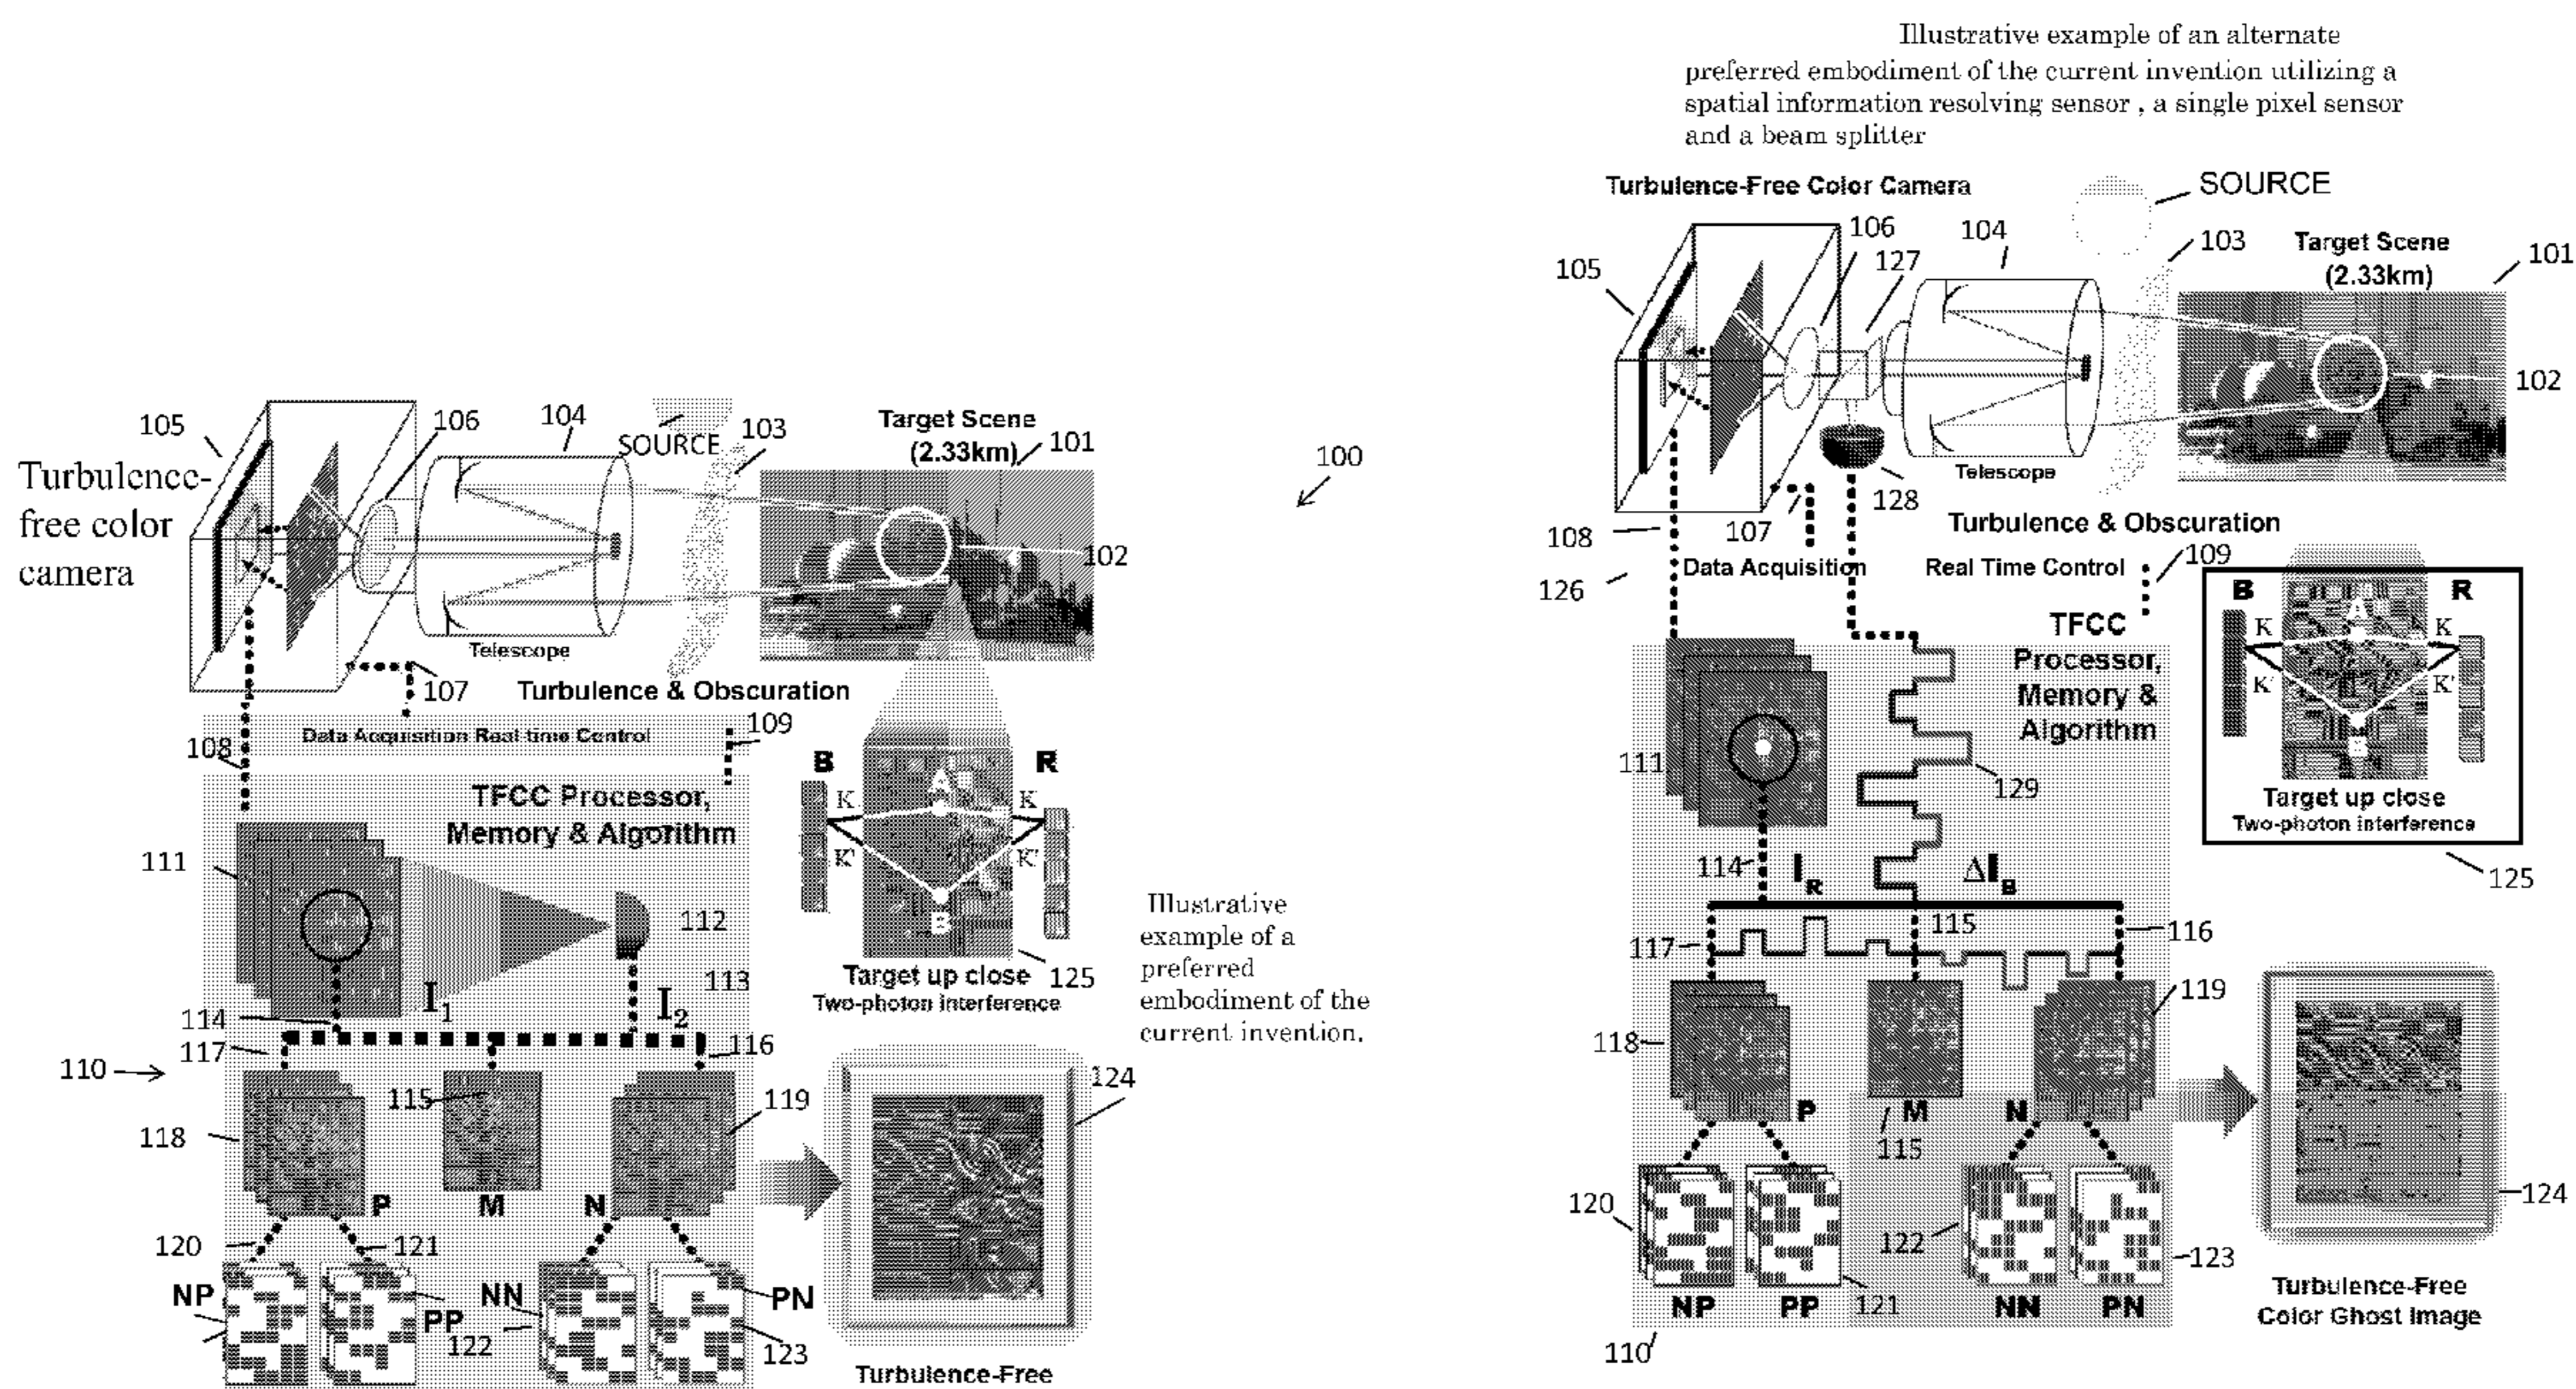 105
106
104
SOURCE
103
Target Scene
(2.33km)
101
Turbulence-
free color
camera
102
Telescope
107
Turbulence & Obscuration
108
Data Acquisition Real time Control
109
TFCC Processor,
Memory & Algorithm
B
R
A
K
K
K'
K'
B
111
112
113
I1
I2
114
Target up close
125
Two-photon interference
Illustrative
example of a
preferred
embodiment of the
current invention.
117
116
110
115
118
119
P
M
N
124
120
121
NP
PP
NN
PN
122
123
Turbulence-Free
100
Illustrative example of an alternate
preferred embodiment of the current invention utilizing a
spatial information resolving sensor , a single pixel sensor
and a beam splitter
Turbulence-Free Color Camera
SOURCE
106
104
103
Target Scene
(2.33km)
101
105
127
102
Telescope
128
107
108
Turbulence & Obscuration
Data Acquisition
Real Time Control
109
126
TFCC
Processor,
Memory &
Algorithm
B
R
A
K
K
K'
K'
B
Target up close
Two-photon interference
125
111
129
114
IR
ΔIB
115
117
116
118
119
P
M
N
115
120
122
123
124
NP
PP
121
NN
PN
110
Turbulence-Free
Color Ghost Image